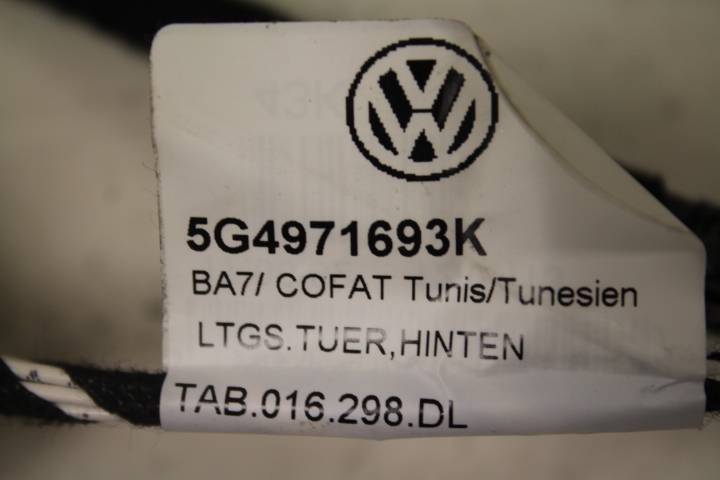 5G4971693K
BA7/ COFAT Tunis/Tunesien
LTGS.TUER,HINTEN
TAB.016.298.DL